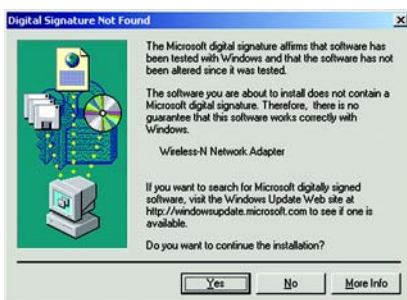 Digital Signature Not Found
The Microsoft digital signature affirms that software has
been tested with Windows and that the software has not
been altered since it was tested.
The software you are about to install does not contain a
Microsoft digital signature. Therefore, there is no
guarantee that this software works correctly with
Windows.
Wireless-N Network Adapter
If you want to search for Microsoft digitally signed
software, visit the Windows Update Web site at
http://windowsupdate.microsoft.com to see if one is
available.
Do you want to continue the installation?
Yes No More Info